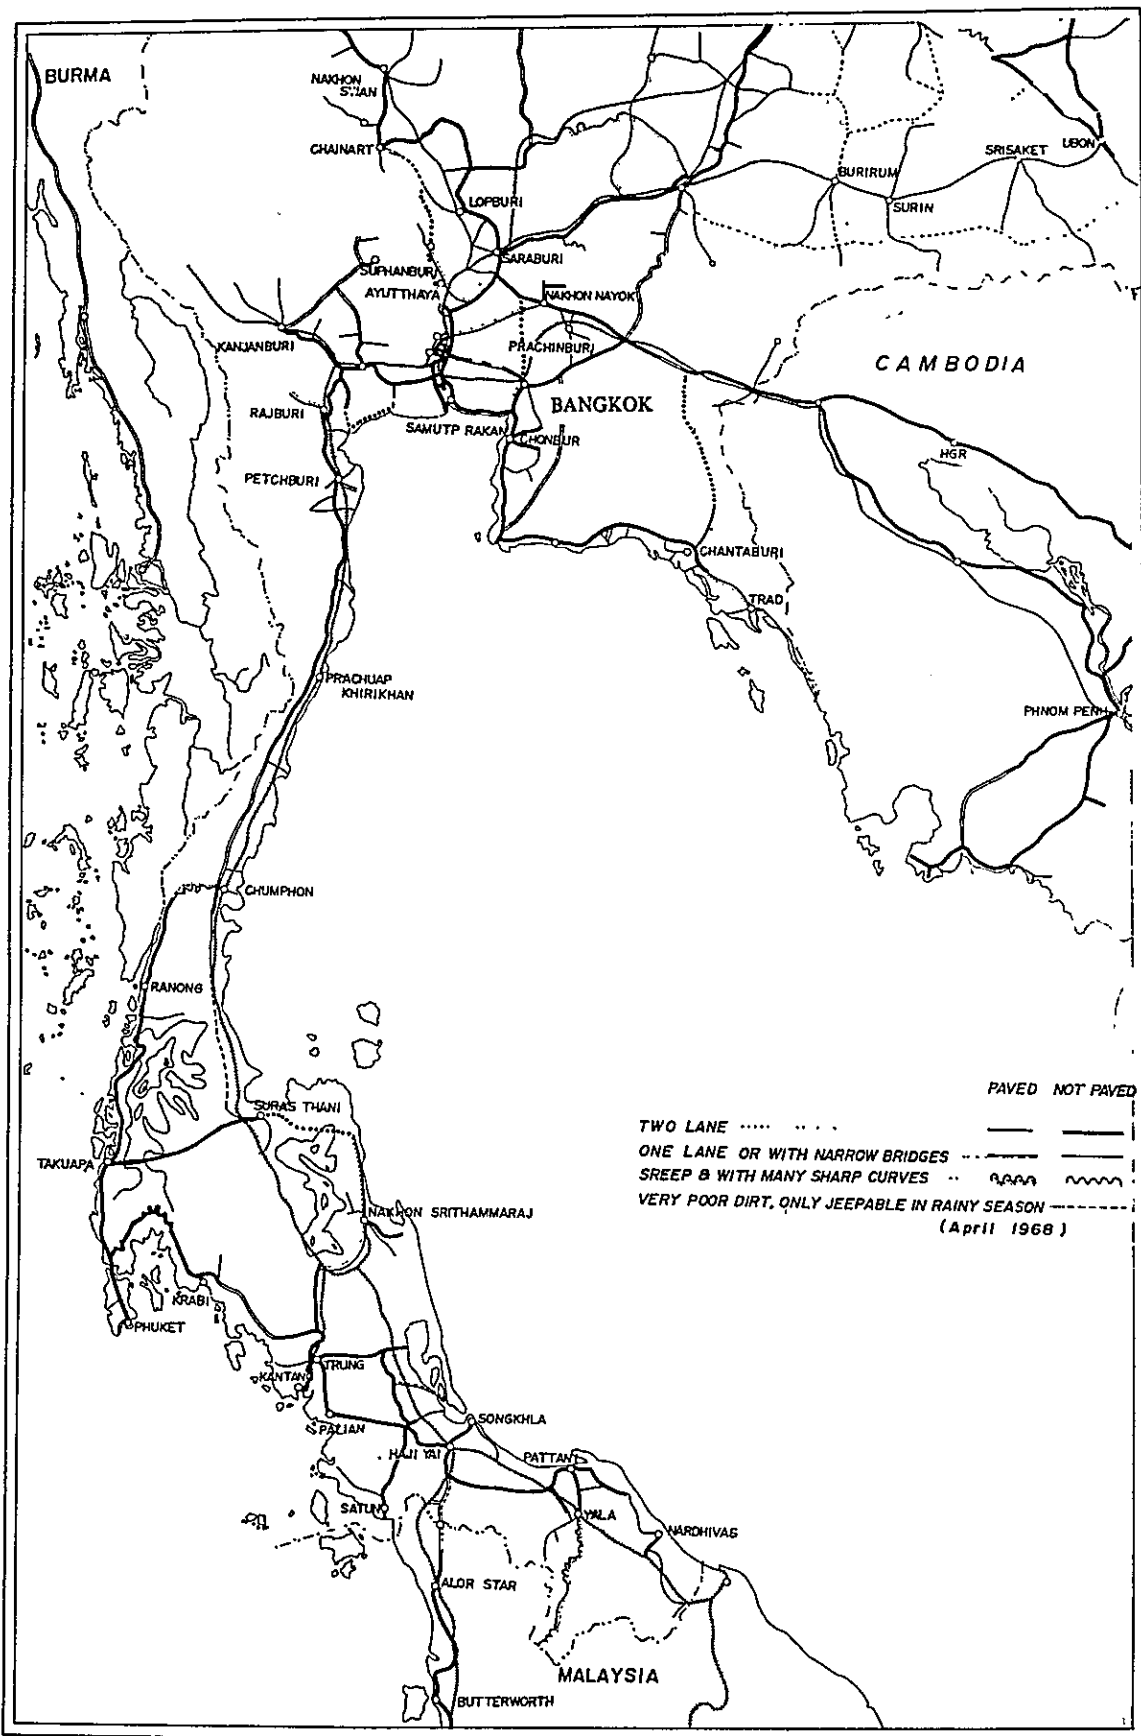 BURMA
NAKHON
SWAN
CHAINART
LOPBURI
BURIRUM
SURIN
SRISAKET
UBON
SARABURI
SUPHANBURI
AYUTTHAYA
NAKHON NAYOK
KANJANBURI
PRACHINBURI
CAMBODIA
RAJBURI
BANGKOK
SAMUTP RAKAN
CHONBUR
HGR
PETCHBURI
CHANTABURI
TRAD
PRACHUAP
KHIRIKHAN
PHNOM PENH
CHUMPHON
RANONG
SURAS THANI
TAKUAPA
NAKHON SRITHAMMARAJ
KRABI
PHUKET
TRUNG
KANTAN
PALIAN
SONGKHLA
HAJI YAI
PATTANI
SATUN
YALA
NARDHIVAS
ALOR STAR
MALAYSIA
BUTTERWORTH
PAVED NOT PAVED
TWO LANE
ONE LANE OR WITH NARROW BRIDGES
SREEP & WITH MANY SHARP CURVES
VERY POOR DIRT, ONLY JEEPABLE IN RAINY SEASON
(April 1968)